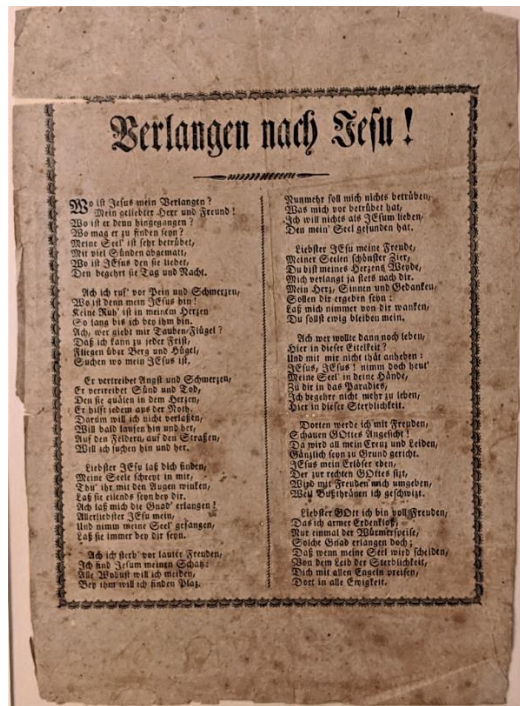 Verlangen nach Jesu!
Wo ist Jesus mein Verlangen?
Mein geliebter Herr und Freund!
Wo ist er denn hingegangen?
Wo mag er zu finden seyn?
Meine Seel' ist sehr betrübet,
Mit viel Sünden abgematt,
Wo ist JEsus den sie liebet,
Den begehrt sie Tag und Nacht.
Ach ich ruf' vor Pein und Schmerzen,
Wo ist denn mein JEsus hin!
Keine Ruh' ist in meinem Herzen
So lang bis ich bey ihm bin.
Ach, wer giebt mir Tauben-Flügel?
Daß ich kann zu jeder Frist,
Fliegen über Berg und Hügel,
Suchen wo mein JEsus ist.
Er vertreibet Angst und Schmerzen,
Er vertreibet Sünd und Tod,
Den sie quälen in dem Herzen,
Er hilft jedem aus der Noth.
Darum will ich nicht verlaßen,
Will bald laufen hin und her,
Auf den Feldern, auf den Straßen,
Will ich suchen hin und her.
Liebster JEsu laß dich finden,
Meine Seele schreyt in mir,
Thu' ihr mit den Augen winken,
Laß sie eilends seyn bey dir.
Ach laß mich die Gnad' erlangen!
Allerliebster JEsu mein,
Und nimm meine Seel' gefangen,
Laß sie immer bey dir seyn.
Ach ich sterb' vor lauter Freuden,
Ich find Jesum meinen Schatz:
Alle Wolust will ich meiden,
Bey ihm will ich finden Plaz.
Nunmehr soll mich nichts betrüben,
Was mich vor betrübet hat,
Ich will nichts als JEsum lieben,
Den mein' Seel gefunden hat.
Liebster JEsu meine Freude,
Meiner Seelen schönster Zier,
Du bist meines Herzens Weyde,
Mich verlangt ja stets nach dir.
Mein Herz, Sinnen und Gedanken,
Sollen dir ergeben seyn:
Laß mich nimmer von dir wanken,
Du sollst ewig bleiben mein.
Ach wer wollte dann noch leben,
Hier in dieser Eitelkeit?
Und mit mir nicht thät anheben:
JEsus, JEsus! nimm doch heut'
Meine Seel' in deine Hände,
Zu dir in das Paradies,
Ich begehre nicht mehr zu leben,
Hier in dieser Sterblichkeit.
Dorten werde ich mit Freyden,
Schauen GOttes Angesicht?
Da wird all mein Creuz und Leiden,
Gänzlich seyn zu Grund gericht.
JEsus mein Erlöser eben,
Der zur rechten GOttes sizt,
Wird mit Freuden mich umgeben,
Weil Bußthränen ich geschwizt.
Liebster GOtt ich bin voll Freuden,
Das ich armer Erdenkloß,
Nur einmal der Würmerspeise,
Solche Gnad erlangen doch;
Daß wenn meine Seel wird scheiden,
Von dem Leid der Sterblichkeit,
Dich mit allen Engeln preisen,
Dort in alle Ewigkeit.